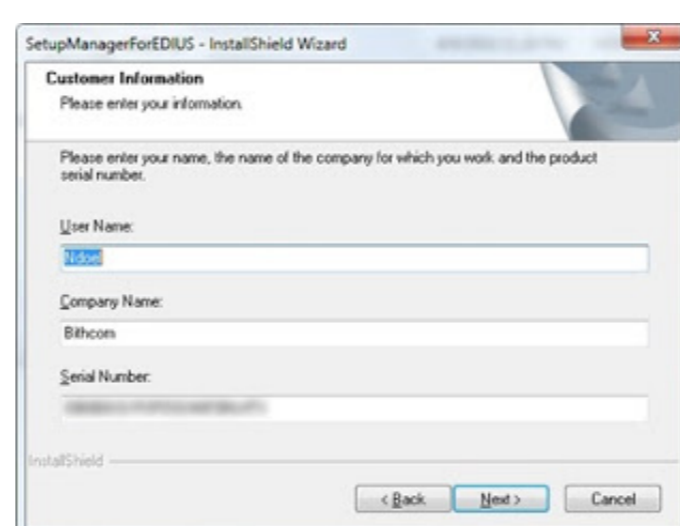 SetupManagerForEDIUS - InstallShield Wizard
Customer Information
Please enter your information.
Please enter your name, the name of the company for which you work and the product
serial number.
User Name:
Ndoel
Company Name:
Bithcom
Serial Number:
InstallShield
< Back Next > Cancel